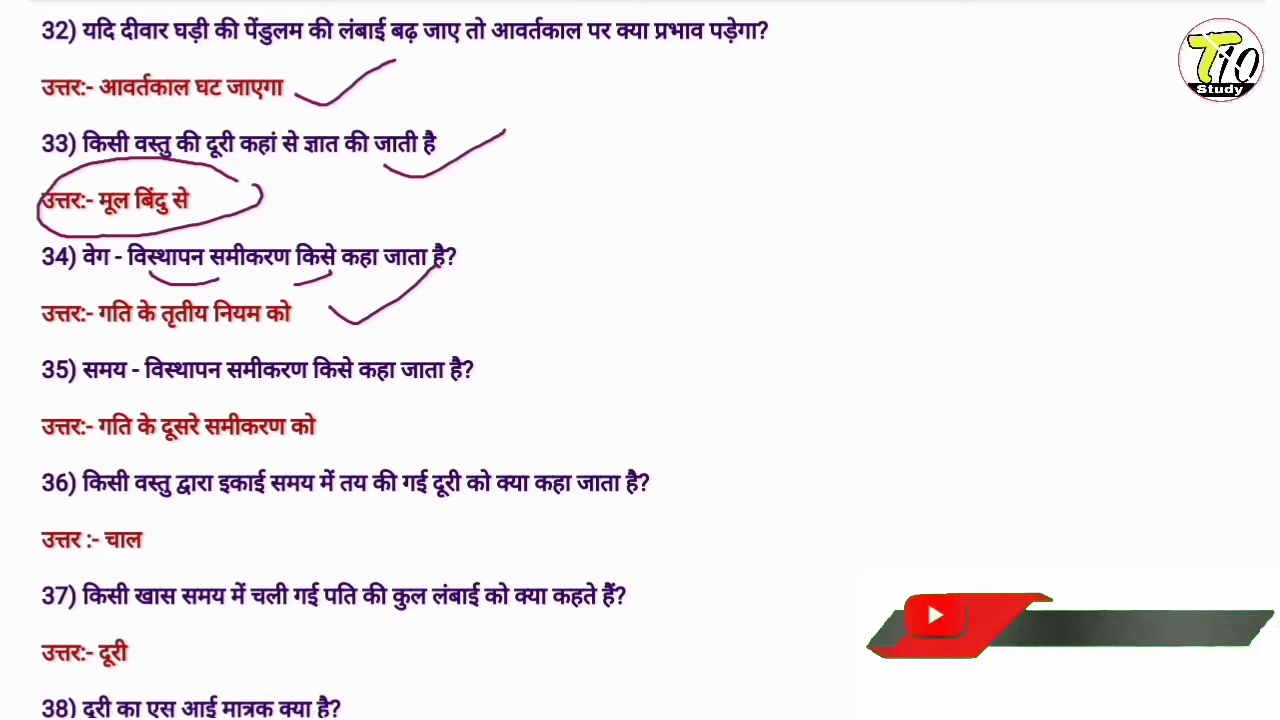 32) यदि दीवार घड़ी की पेंडुलम की लंबाई बढ़ जाए तो आवर्तकाल पर क्या प्रभाव पड़ेगा?
उत्तर:- आवर्तकाल घट जाएगा
33) किसी वस्तु की दूरी कहां से ज्ञात की जाती है
उत्तर:- मूल बिंदु से
34) वेग - विस्थापन समीकरण किसे कहा जाता है?
उत्तर:- गति के तृतीय नियम को
35) समय - विस्थापन समीकरण किसे कहा जाता है?
उत्तर:- गति के दूसरे समीकरण को
36) किसी वस्तु द्वारा इकाई समय में तय की गई दूरी को क्या कहा जाता है?
उत्तर :- चाल
37) किसी खास समय में चली गई पति की कुल लंबाई को क्या कहते हैं?
उत्तर:- दूरी
38) दूरी का एस आई मात्रक क्या है?
T10
Study